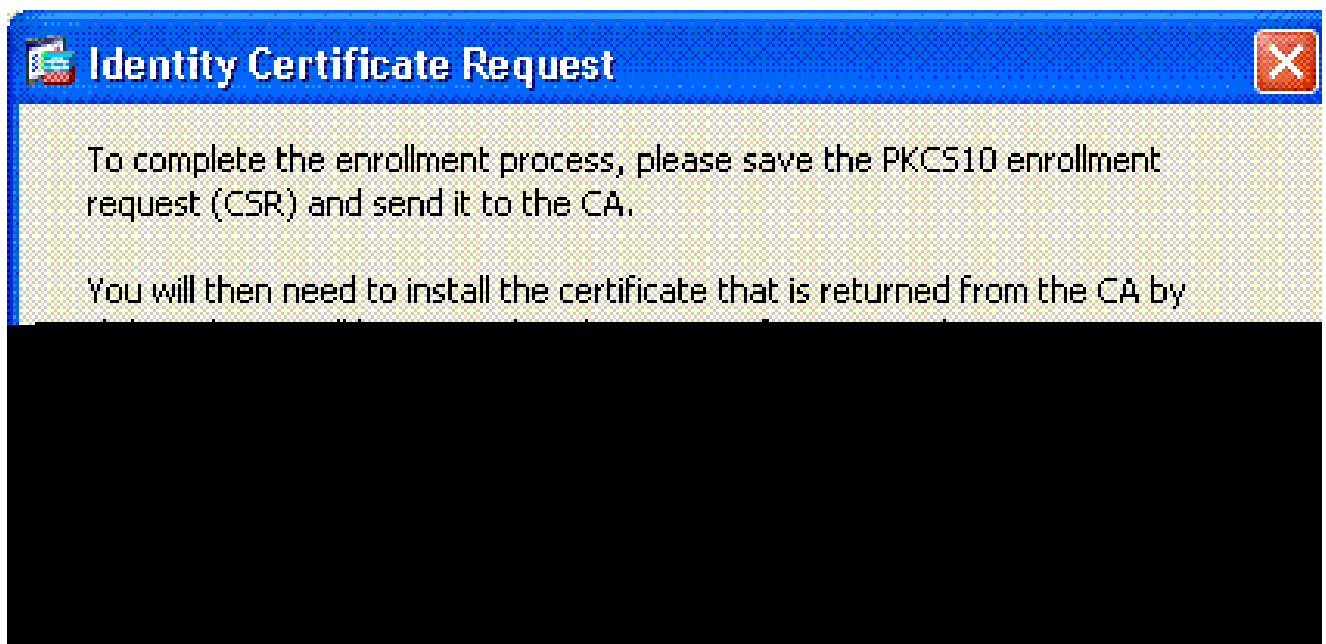 Identity Certificate Request
To complete the enrollment process, please save the PKCS10 enrollment
request (CSR) and send it to the CA.
You will then need to install the certificate that is returned from the CA by